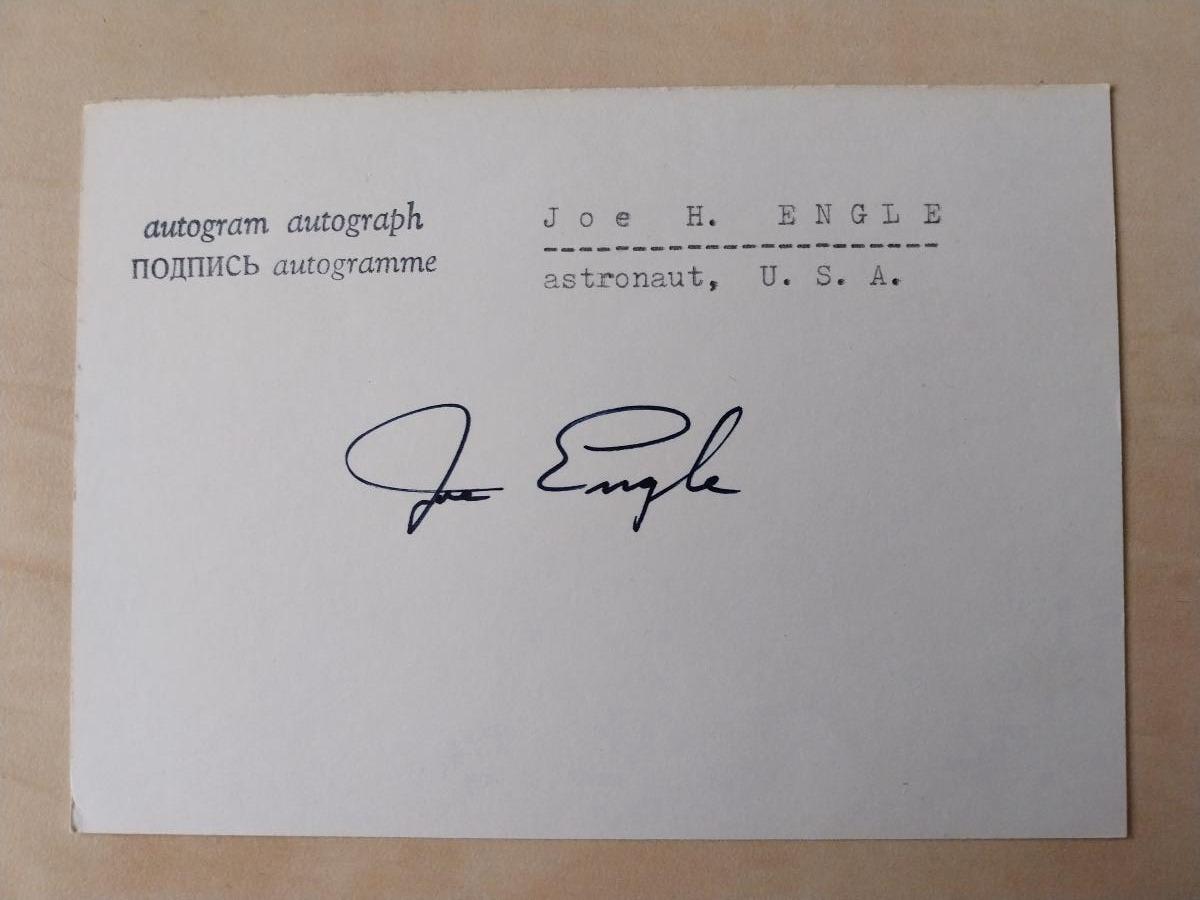 autogram autograph
ПОДПИСЬ autogramme
Joe H. ENGLE
----------------------
astronaut, U. S. A.
Joe Engle